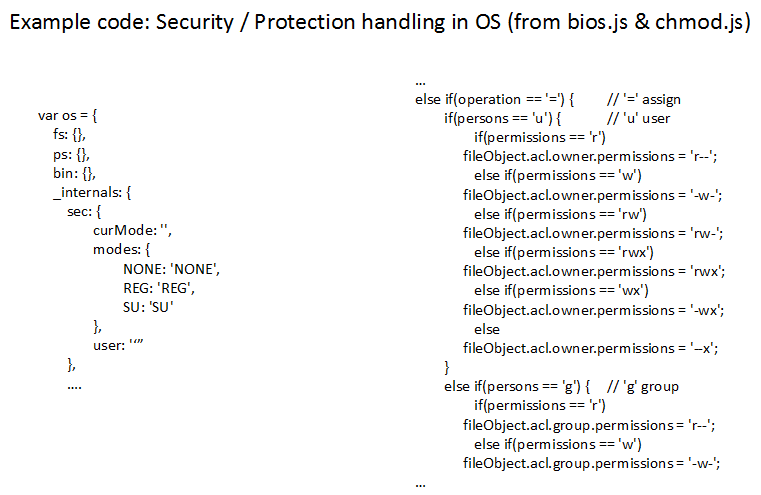 Example code: Security / Protection handling in OS (from bios.js & chmod.js)
var os = {
fs: {},
ps: {},
bin: {},
_internals: {
sec: {
curMode: '',
modes: {
NONE: 'NONE',
REG: 'REG',
SU: 'SU'
},
user: '“”
},
....
...
else if(operation == '=') { // '=' assign
if(persons == 'u') { // 'u' user
if(permissions == 'r')
fileObject.acl.owner.permissions = 'r--';
else if(permissions == 'w')
fileObject.acl.owner.permissions = '-w-';
else if(permissions == 'rw')
fileObject.acl.owner.permissions = 'rw-';
else if(permissions == 'rwx')
fileObject.acl.owner.permissions = 'rwx';
else if(permissions == 'wx')
fileObject.acl.owner.permissions = '-wx';
else
fileObject.acl.owner.permissions = '--x';
}
else if(persons == 'g') { // 'g' group
if(permissions == 'r')
fileObject.acl.group.permissions = 'r--';
else if(permissions == 'w')
fileObject.acl.group.permissions = '-w-';
...